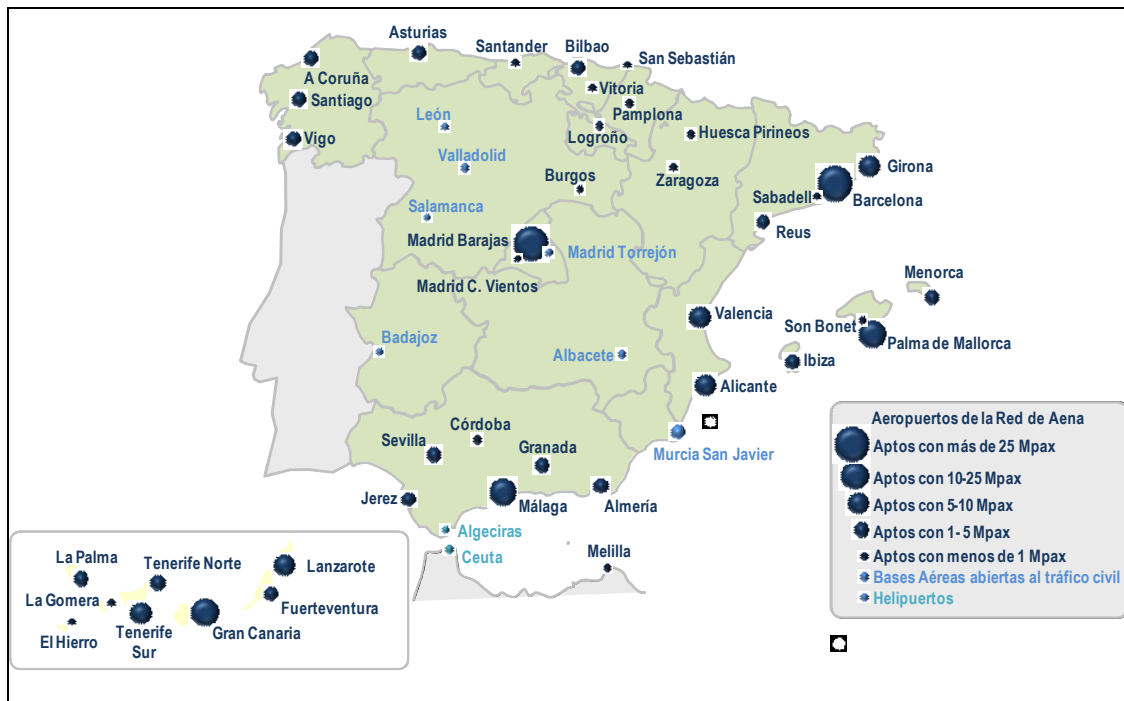 Asturias
Santander
Bilbao
San Sebastián
A Coruña
Vitoria
Santiago
Pamplona
León
Logroño
Huesca Pirineos
Vigo
Valladolid
Burgos
Zaragoza
Girona
Sabadell
Barcelona
Salamanca
Reus
Madrid Barajas
Madrid Torrejón
Menorca
Madrid C. Vientos
Valencia
Son Bonet
Palma de Mallorca
Badajoz
Albacete
Ibiza
Alicante
Córdoba
Sevilla
Granada
Murcia San Javier
Jerez
Málaga
Almería
Algeciras
Ceuta
Melilla
La Palma
Tenerife Norte
Lanzarote
La Gomera
Fuerteventura
El Hierro
Tenerife
Sur
Gran Canaria
Aeropuertos de la Red de Aena
Aptos con más de 25 Mpax
Aptos con 10-25 Mpax
Aptos con 5-10 Mpax
Aptos con 1- 5 Mpax
Aptos con menos de 1 Mpax
Bases Aéreas abiertas al tráfico civil
Helipuertos